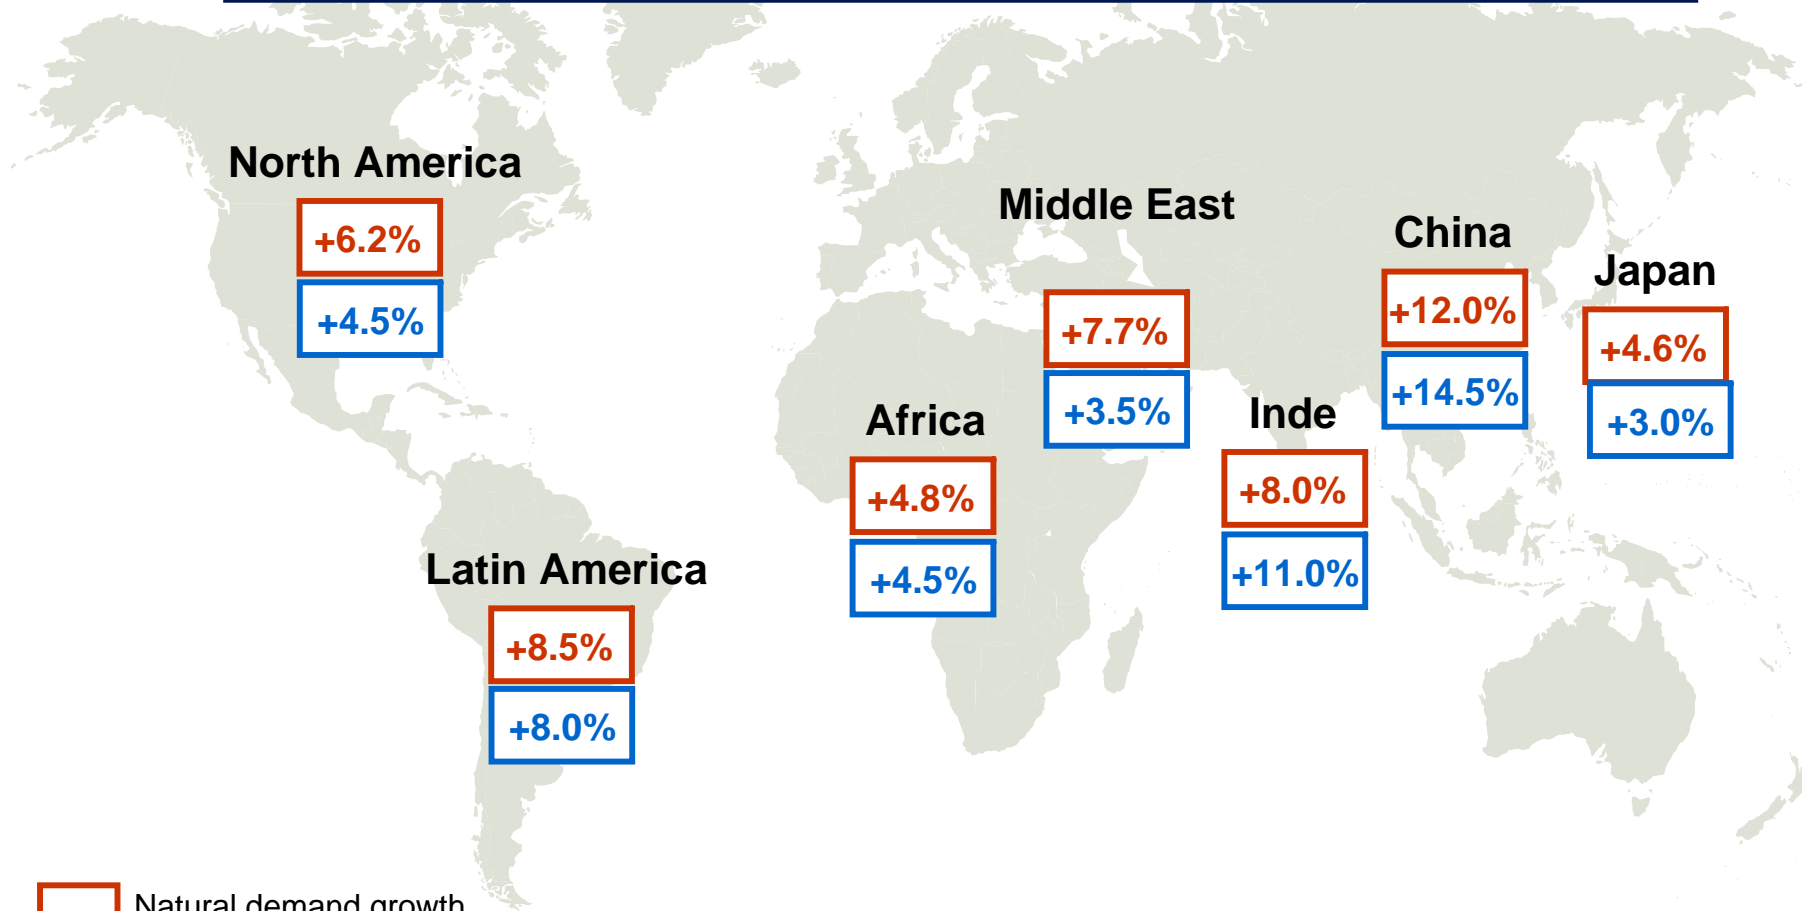 North America
+6.2%
+4.5%
Middle East
+7.7%
+3.5%
China
+12.0%
+14.5%
Japan
+4.6%
+3.0%
Africa
+4.8%
+4.5%
Inde
+8.0%
+11.0%
Latin America
+8.5%
+8.0%
Natural demand growth